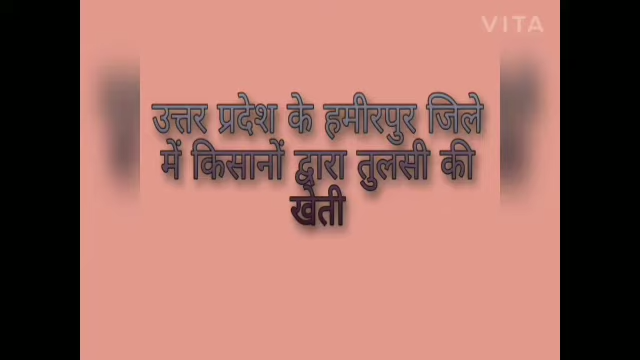 VITA
उत्तर प्रदेश के हमीरपुर जिले
में किसानों द्वारा तुलसी की
खेती